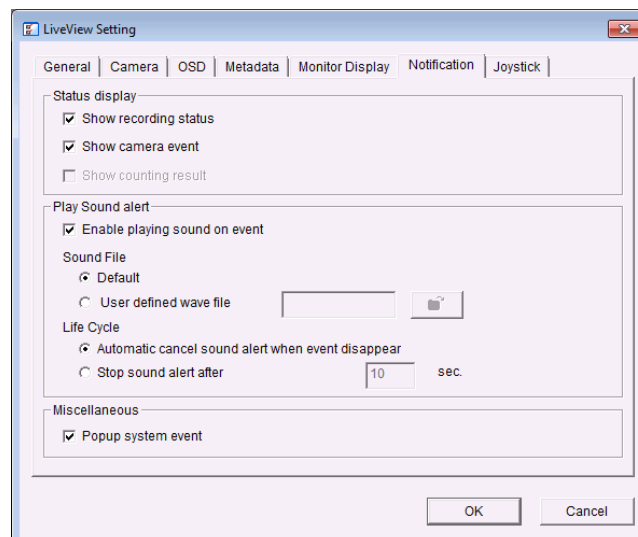 LiveView Setting
General Camera OSD Metadata Monitor Display Notification Joystick
Status display
Show recording status
Show camera event
Show counting result
Play Sound alert
Enable playing sound on event
Sound File
Default
User defined wave file
Life Cycle
Automatic cancel sound alert when event disappear
Stop sound alert after 10 sec.
Miscellaneous
Popup system event
OK Cancel